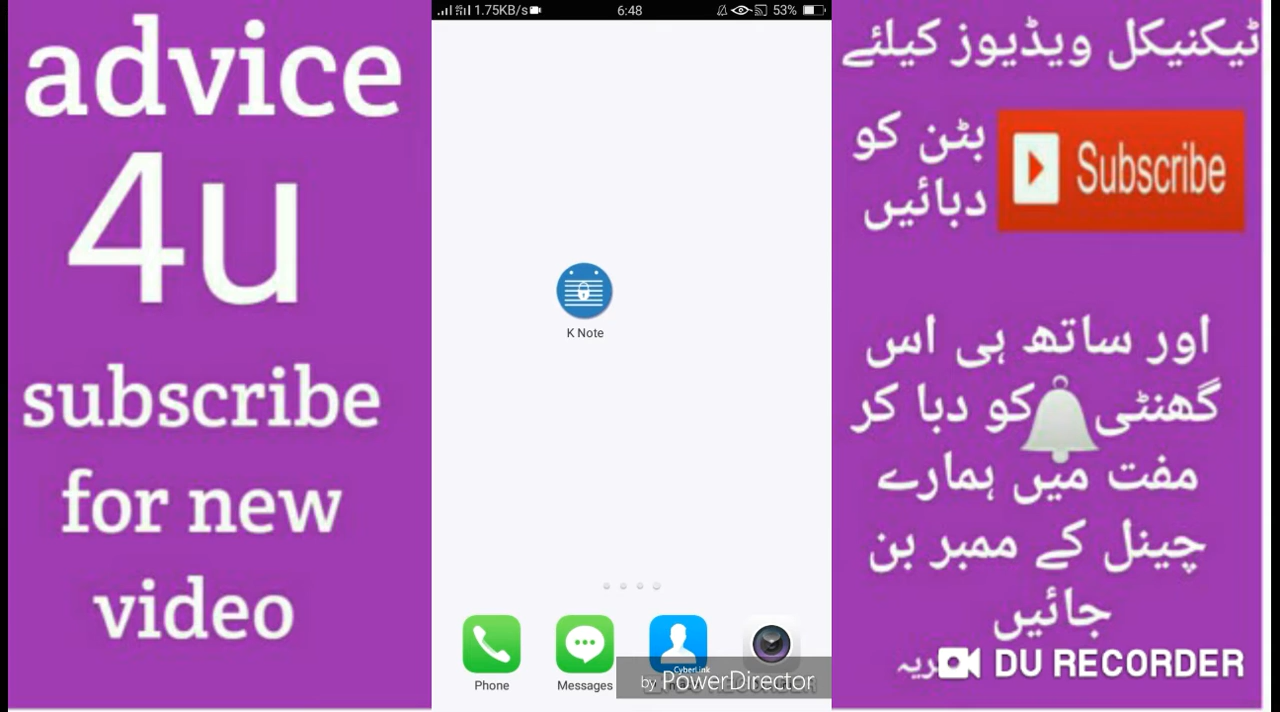 advice
4u
subscribe
for new
video
1.75KB/s
6:48
53%
K Note
Phone
Messages
CyberLink
by PowerDirector
ٹیکنیکل ویڈیوز کیلئے
بٹن کو
دبائیں
Subscribe
اور ساتھ ہی اس
گھنٹی کو دبا کر
مفت میں ہمارے
چینل کے ممبر بن
جائیں
DU RECORDER